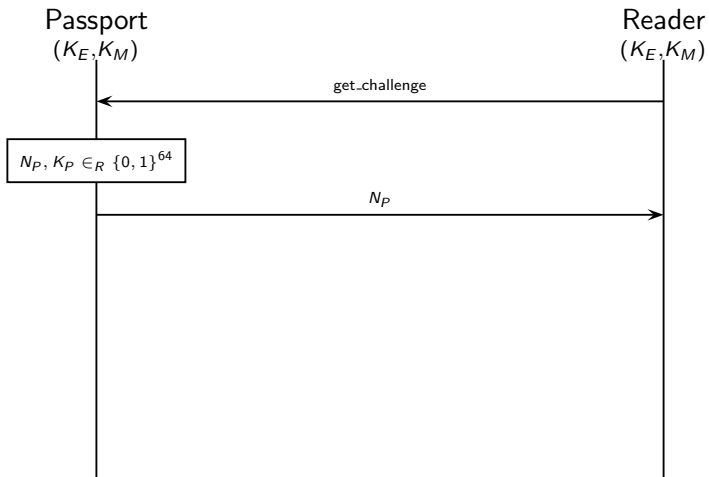 Passport Reader
(K_E,K_M) (K_E,K_M)
get_challenge
N_P, K_P ∈_R {0, 1}^64
N_P